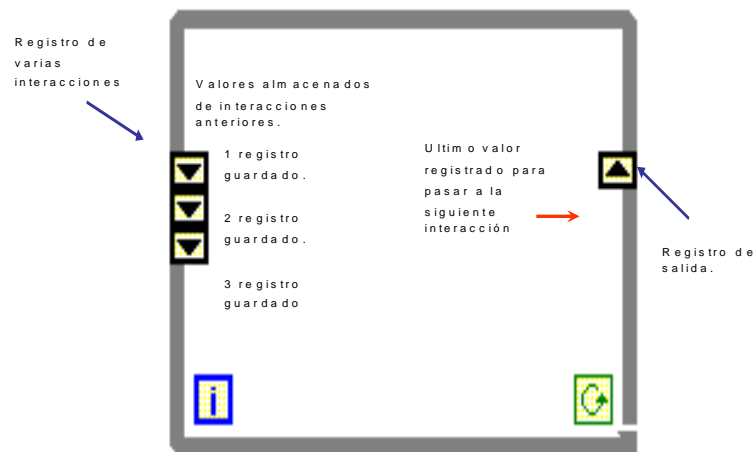 Registro de
varias
interacciones
Valores almacenados
de interacciones
anteriores.
1 registro
guardado.
2 registro
guardado.
3 registro
guardado
Ultimo valor
registrado para
pasar a la
siguiente
interacción
Registro de
salida.
i